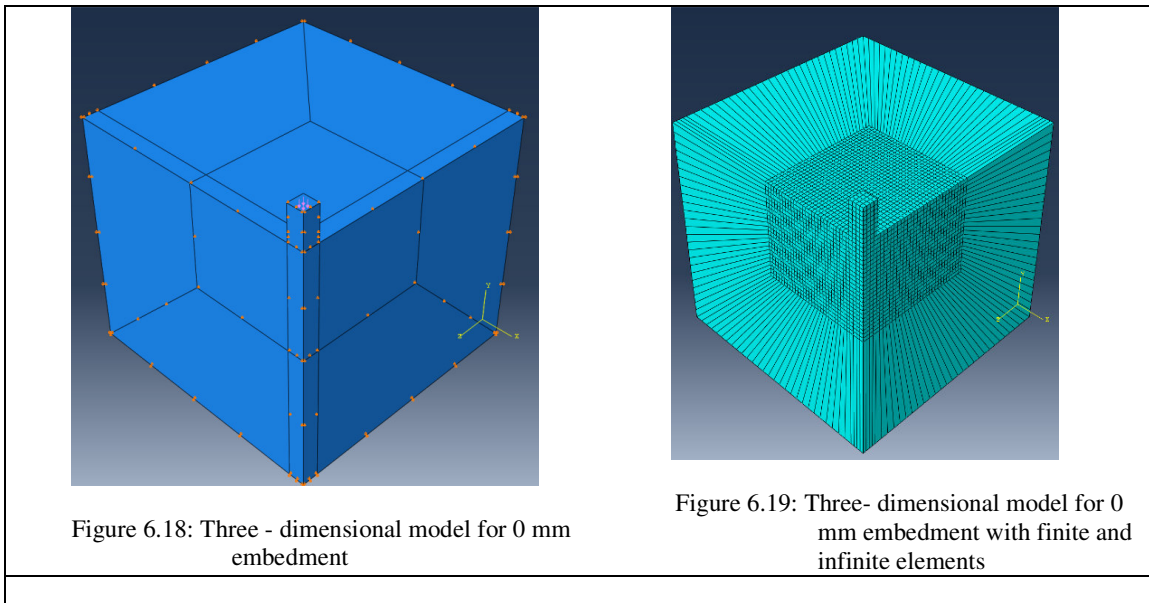 Figure 6.18: Three - dimensional model for 0 mm
embedment
Figure 6.19: Three- dimensional model for 0
mm embedment with finite and
infinite elements